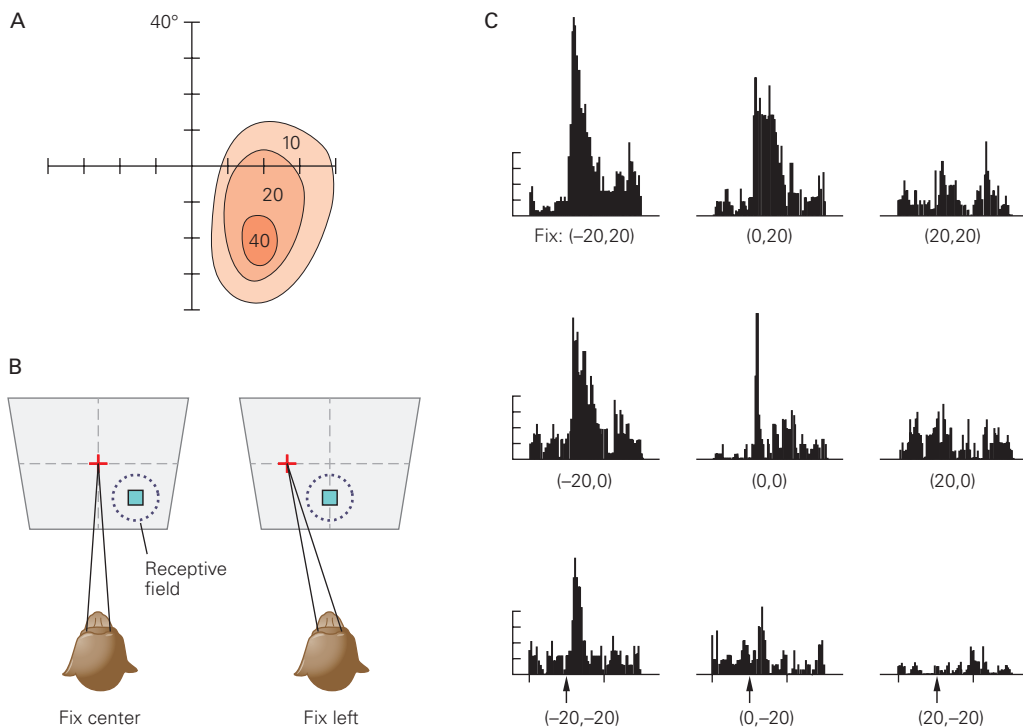 A
40°
10
20
40
B
Receptive
field
Fix center
Fix left
C
Fix: (–20,20)
(0,20)
(20,20)
(–20,0)
(0,0)
(20,0)
(–20,–20)
(0,–20)
(20,–20)